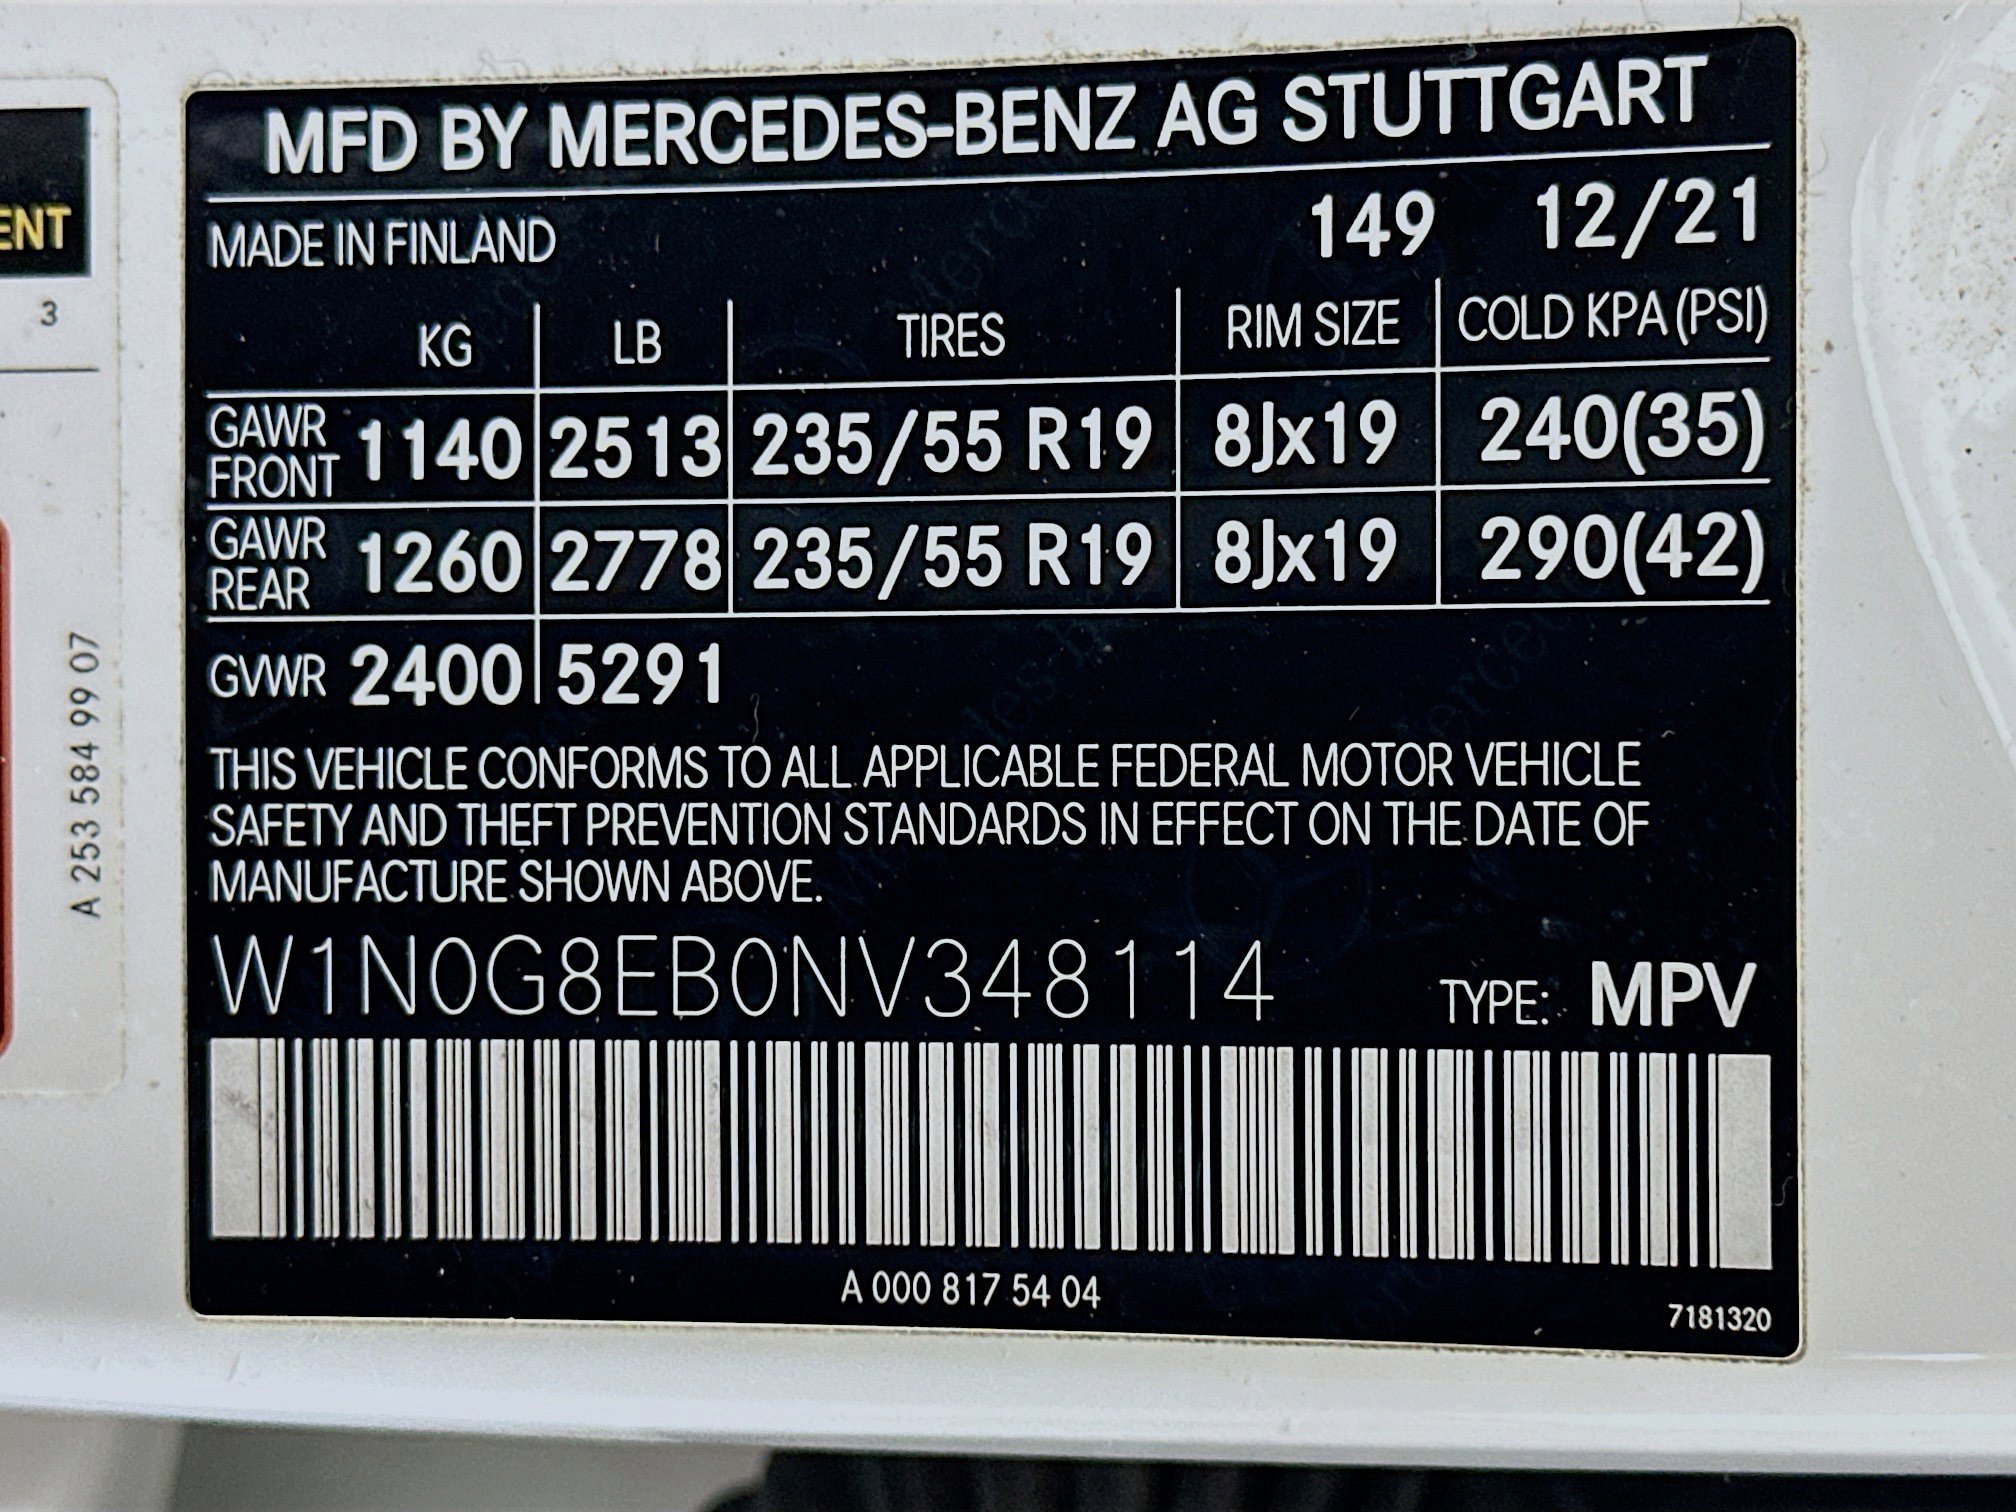 MFD BY MERCEDES-BENZ AG STUTTGART
MADE IN FINLAND 149 12/21
KG LB TIRES RIM SIZE COLD KPA (PSI)
GAWR FRONT 1140 2513 235/55 R19 8Jx19 240(35)
GAWR REAR 1260 2778 235/55 R19 8Jx19 290(42)
GVWR 2400 5291
THIS VEHICLE CONFORMS TO ALL APPLICABLE FEDERAL MOTOR VEHICLE
SAFETY AND THEFT PREVENTION STANDARDS IN EFFECT ON THE DATE OF
MANUFACTURE SHOWN ABOVE.
W1N0G8EB0NV348114 TYPE: MPV
A 000 817 54 04
7181320
ENT
3
A 253 584 99 07